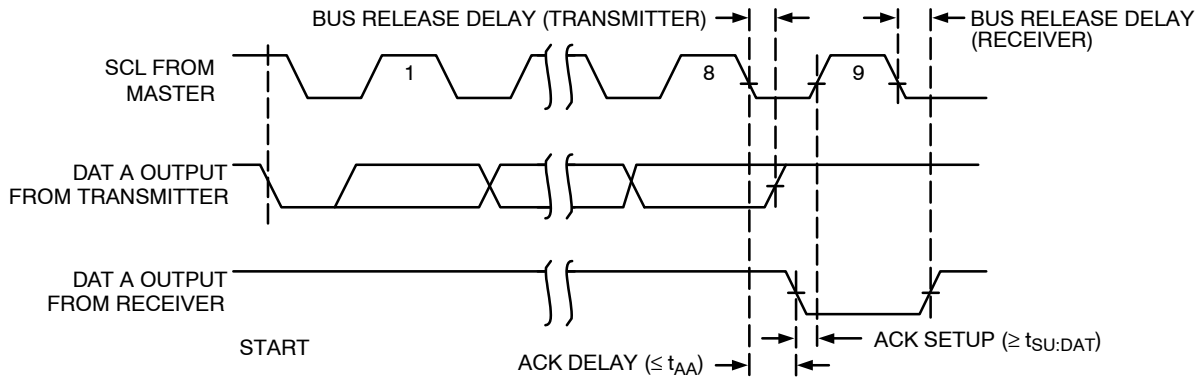 BUS RELEASE DELAY (TRANSMITTER)
BUS RELEASE DELAY
(RECEIVER)
SCL FROM
MASTER
1
8
9
DAT A OUTPUT
FROM TRANSMITTER
DAT A OUTPUT
FROM RECEIVER
START
ACK SETUP (≥ tSU:DAT)
ACK DELAY (≤ tAA)